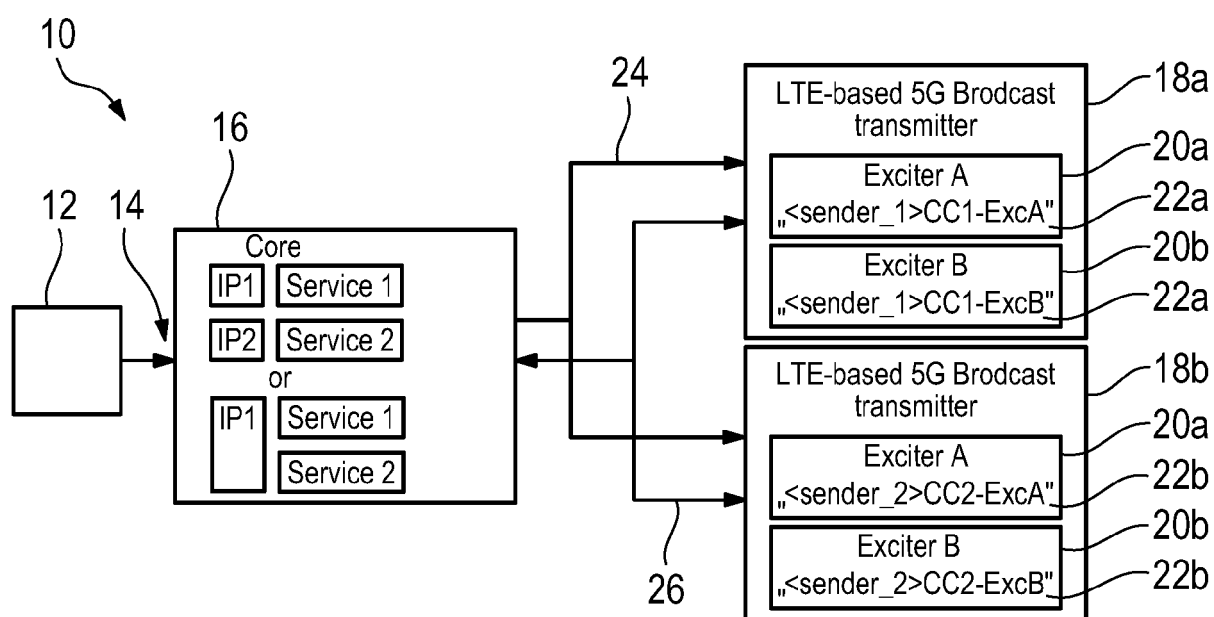 10
12
14
16
Core
IP1 Service 1
IP2 Service 2
or
IP1 Service 1
Service 2
24
26
LTE-based 5G Brodcast
transmitter
18a
Exciter A
20a
„<sender_1>CC1-ExcA"
22a
Exciter B
20b
„<sender_1>CC1-ExcB"
22a
LTE-based 5G Brodcast
transmitter
18b
Exciter A
20a
„<sender_2>CC2-ExcA"
22b
Exciter B
20b
„<sender_2>CC2-ExcB"
22b